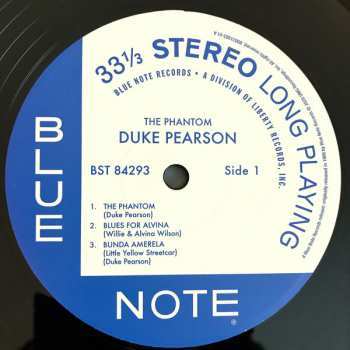 33⅓ STEREO LONG PLAYING
BLUE NOTE RECORDS • A DIVISION OF LIBERTY RECORDS, INC.
THE PHANTOM
DUKE PEARSON
BST 84293
Side 1
1. THE PHANTOM
(Duke Pearson)
2. BLUES FOR ALVINA
(Willie & Alvina Wilson)
3. BUNDA AMERELA
(Little Yellow Streetcar)
(Duke Pearson)
BLUE
NOTE
®